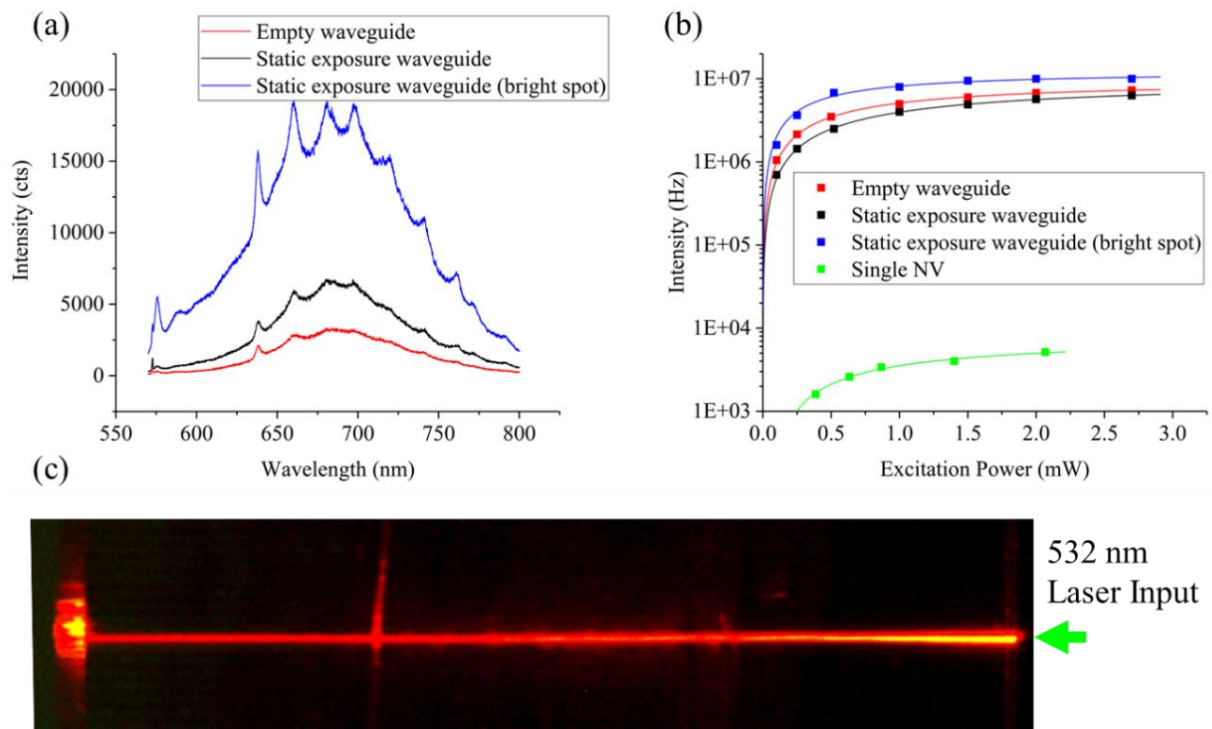 (a)
Empty waveguide
Static exposure waveguide
Static exposure waveguide (bright spot)
20000
15000
10000
5000
0
Intensity (cts)
550
600
650
700
750
800
Wavelength (nm)
(b)
1E+07
1E+06
1E+05
1E+04
1E+03
Intensity (Hz)
Empty waveguide
Static exposure waveguide
Static exposure waveguide (bright spot)
Single NV
0.0
0.5
1.0
1.5
2.0
2.5
3.0
Excitation Power (mW)
(c)
532 nm
Laser Input